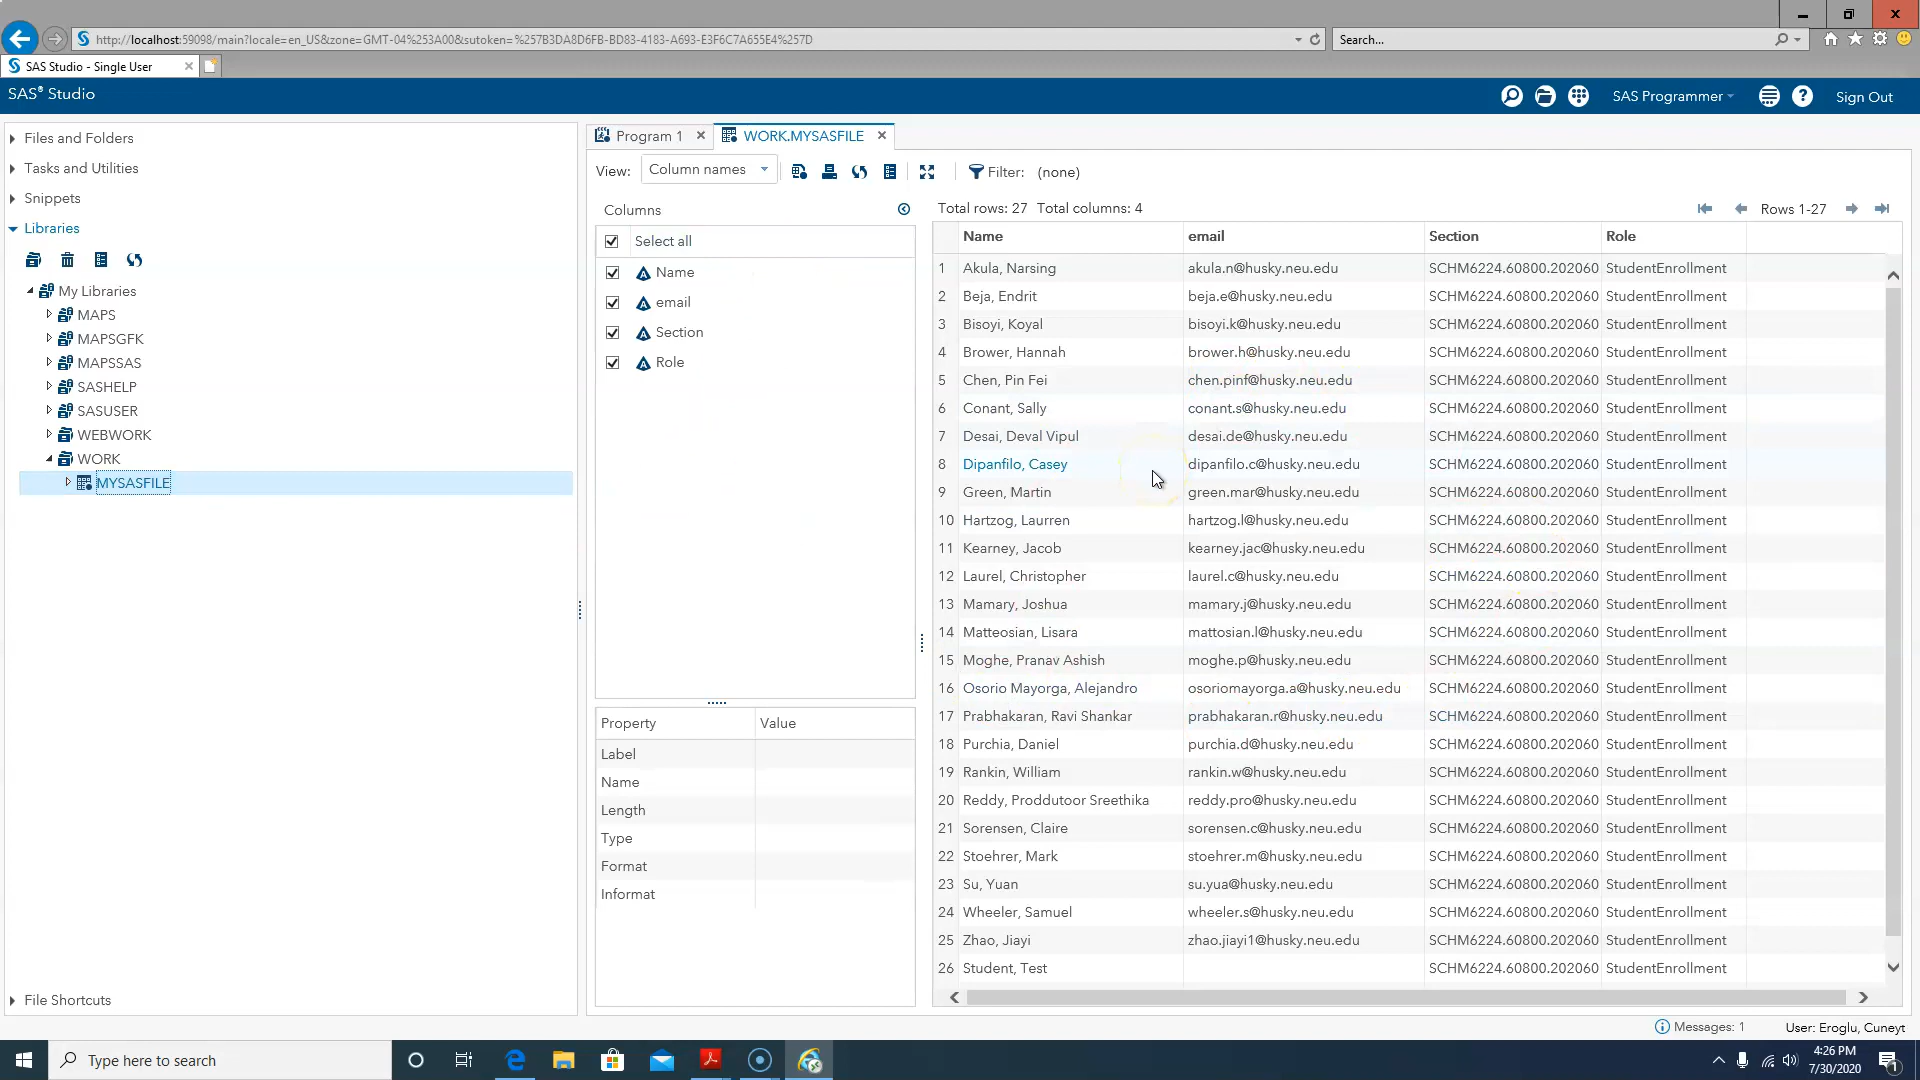 http://localhost:59098/main?locale=en_US&zone=GMT-04%253A00&sutoken=%257B3DA8D6FB-BD83-4183-A693-E3F6C7A655E4%257D
Search...
SAS Studio - Single User
SAS® Studio
SAS Programmer
Sign Out
Files and Folders
Tasks and Utilities
Snippets
Libraries
My Libraries
MAPS
MAPSGFK
MAPSSAS
SASHELP
SASUSER
WEBWORK
WORK
MYSASFILE
File Shortcuts
Program 1
WORK.MYSASFILE
View: Column names
Filter: (none)
Columns
Select all
Name
email
Section
Role
Property Value
Label
Name
Length
Type
Format
Informat
Total rows: 27 Total columns: 4
Rows 1-27
Name email Section Role
1 Akula, Narsing akula.n@husky.neu.edu SCHM6224.60800.202060 StudentEnrollment
2 Beja, Endrit beja.e@husky.neu.edu SCHM6224.60800.202060 StudentEnrollment
3 Bisoyi, Koyal bisoyi.k@husky.neu.edu SCHM6224.60800.202060 StudentEnrollment
4 Brower, Hannah brower.h@husky.neu.edu SCHM6224.60800.202060 StudentEnrollment
5 Chen, Pin Fei chen.pinf@husky.neu.edu SCHM6224.60800.202060 StudentEnrollment
6 Conant, Sally conant.s@husky.neu.edu SCHM6224.60800.202060 StudentEnrollment
7 Desai, Deval Vipul desai.de@husky.neu.edu SCHM6224.60800.202060 StudentEnrollment
8 Dipanfilo, Casey dipanfilo.c@husky.neu.edu SCHM6224.60800.202060 StudentEnrollment
9 Green, Martin green.mar@husky.neu.edu SCHM6224.60800.202060 StudentEnrollment
10 Hartzog, Laurren hartzog.l@husky.neu.edu SCHM6224.60800.202060 StudentEnrollment
11 Kearney, Jacob kearney.jac@husky.neu.edu SCHM6224.60800.202060 StudentEnrollment
12 Laurel, Christopher laurel.c@husky.neu.edu SCHM6224.60800.202060 StudentEnrollment
13 Mamary, Joshua mamary.j@husky.neu.edu SCHM6224.60800.202060 StudentEnrollment
14 Matteosian, Lisara mattosian.l@husky.neu.edu SCHM6224.60800.202060 StudentEnrollment
15 Moghe, Pranav Ashish moghe.p@husky.neu.edu SCHM6224.60800.202060 StudentEnrollment
16 Osorio Mayorga, Alejandro osoriomayorga.a@husky.neu.edu SCHM6224.60800.202060 StudentEnrollment
17 Prabhakaran, Ravi Shankar prabhakaran.r@husky.neu.edu SCHM6224.60800.202060 StudentEnrollment
18 Purchia, Daniel purchia.d@husky.neu.edu SCHM6224.60800.202060 StudentEnrollment
19 Rankin, William rankin.w@husky.neu.edu SCHM6224.60800.202060 StudentEnrollment
20 Reddy, Proddutoor Sreethika reddy.pro@husky.neu.edu SCHM6224.60800.202060 StudentEnrollment
21 Sorensen, Claire sorensen.c@husky.neu.edu SCHM6224.60800.202060 StudentEnrollment
22 Stoehrer, Mark stoehrer.m@husky.neu.edu SCHM6224.60800.202060 StudentEnrollment
23 Su, Yuan su.yua@husky.neu.edu SCHM6224.60800.202060 StudentEnrollment
24 Wheeler, Samuel wheeler.s@husky.neu.edu SCHM6224.60800.202060 StudentEnrollment
25 Zhao, Jiayi zhao.jiayi1@husky.neu.edu SCHM6224.60800.202060 StudentEnrollment
26 Student, Test SCHM6224.60800.202060 StudentEnrollment
Messages: 1 User: Eroglu, Cuneyt
Type here to search
4:26 PM
7/30/2020
1